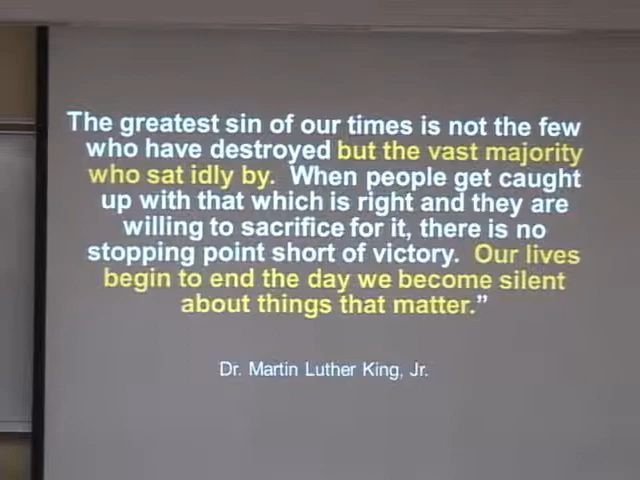 The greatest sin of our times is not the few
who have destroyed but the vast majority
who sat idly by. When people get caught
up with that which is right and they are
willing to sacrifice for it, there is no
stopping point short of victory. Our lives
begin to end the day we become silent
about things that matter.”
Dr. Martin Luther King, Jr.